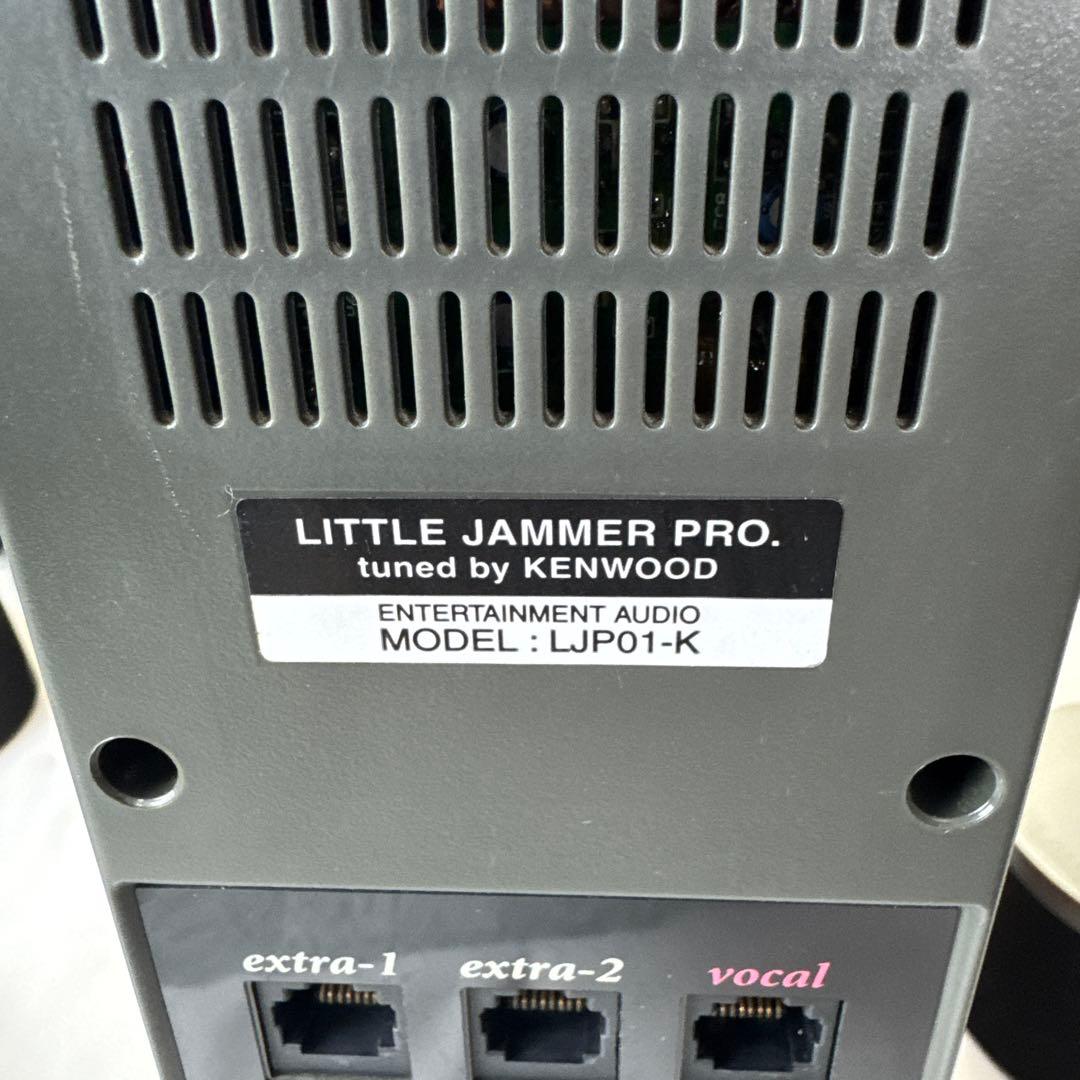 LITTLE JAMMER PRO.
tuned by KENWOOD
ENTERTAINMENT AUDIO
MODEL : LJP01-K
extra-1 extra-2 vocal